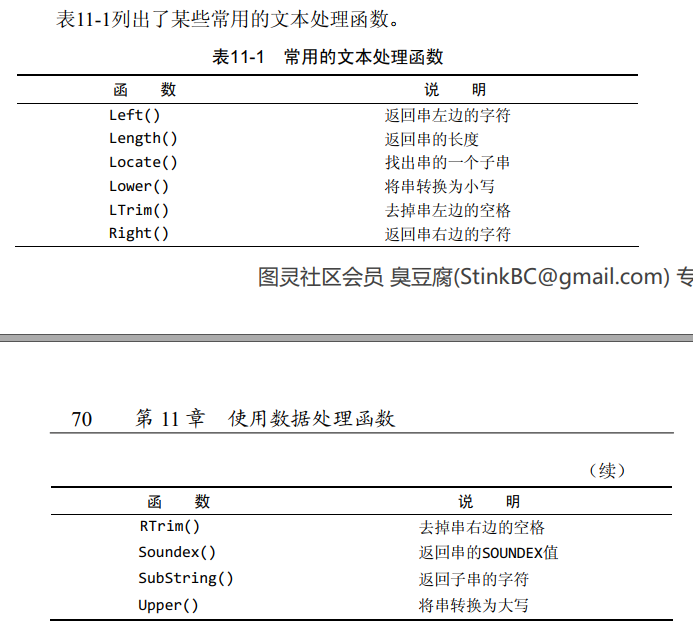 表11-1列出了某些常用的文本处理函数。
表11-1 常用的文本处理函数
函 数 说 明
Left() 返回串左边的字符
Length() 返回串的长度
Locate() 找出串的一个子串
Lower() 将串转换为小写
LTrim() 去掉串左边的空格
Right() 返回串右边的字符
图灵社区会员 臭豆腐(StinkBC@gmail.com) 专
70 第 11 章 使用数据处理函数
（续）
函 数 说 明
RTrim() 去掉串右边的空格
Soundex() 返回串的SOUNDEX值
SubString() 返回子串的字符
Upper() 将串转换为大写